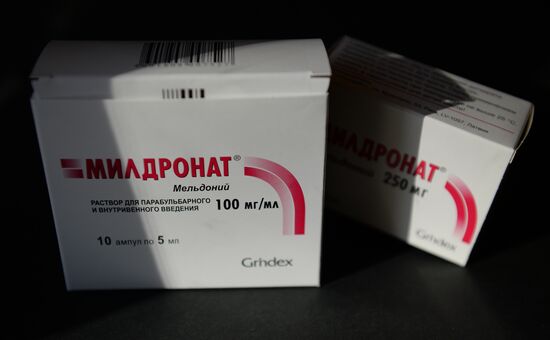 МИЛДРОНАТ®
Мельдоний
РАСТВОР ДЛЯ ПАРАБУЛЬБАРНОГО
И ВНУТРИВЕННОГО ВВЕДЕНИЯ
100 мг/мл
10 ампул по 5 мл
Grindex
МИЛДРОНАТ®
Мельдоний
250 мг
Grindex